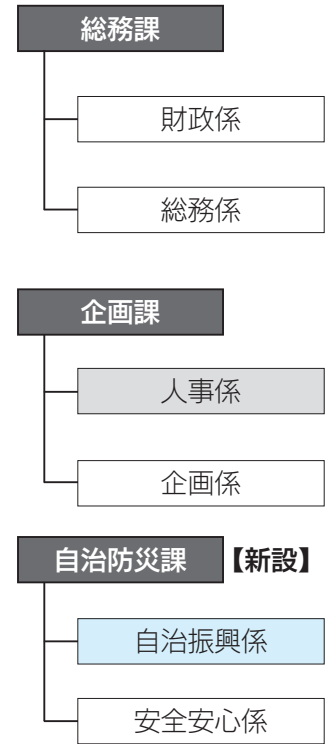 総務課
財政係
総務係
企画課
人事係
企画係
自治防災課 【新設】
自治振興係
安全安心係